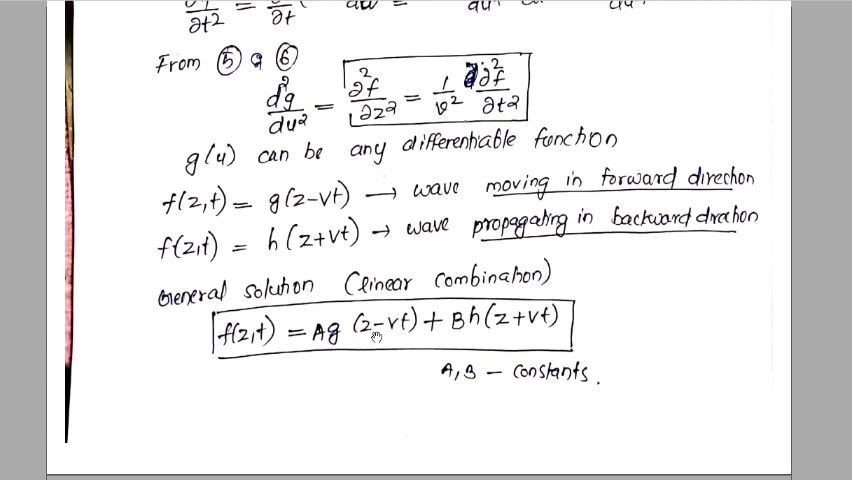 ∂t² = ∂t
From ⑤ & ⑥
d²g/du² = ∂²f/∂z² = 1/v² ∂²f/∂t²
g(u) can be any differentiable function
f(z,t) = g(z-vt) → wave moving in forward direction
f(z,t) = h(z+vt) → wave propagating in backward direction
General solution (linear combination)
f(z,t) = Ag (z-vt) + Bh(z+vt)
A, B - constants.